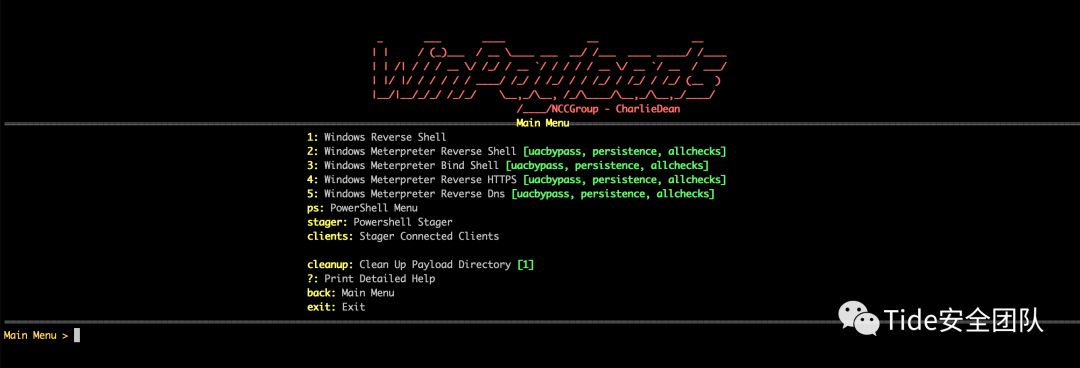 WinPayloads
NCCGroup - CharlieDean
Main Menu
1: Windows Reverse Shell
2: Windows Meterpreter Reverse Shell [uacbypass, persistence, allchecks]
3: Windows Meterpreter Bind Shell [uacbypass, persistence, allchecks]
4: Windows Meterpreter Reverse HTTPS [uacbypass, persistence, allchecks]
5: Windows Meterpreter Reverse Dns [uacbypass, persistence, allchecks]
ps: PowerShell Menu
stager: Powershell Stager
clients: Stager Connected Clients
cleanup: Clean Up Payload Directory [1]
?: Print Detailed Help
back: Main Menu
exit: Exit
Tide安全团队
Main Menu >